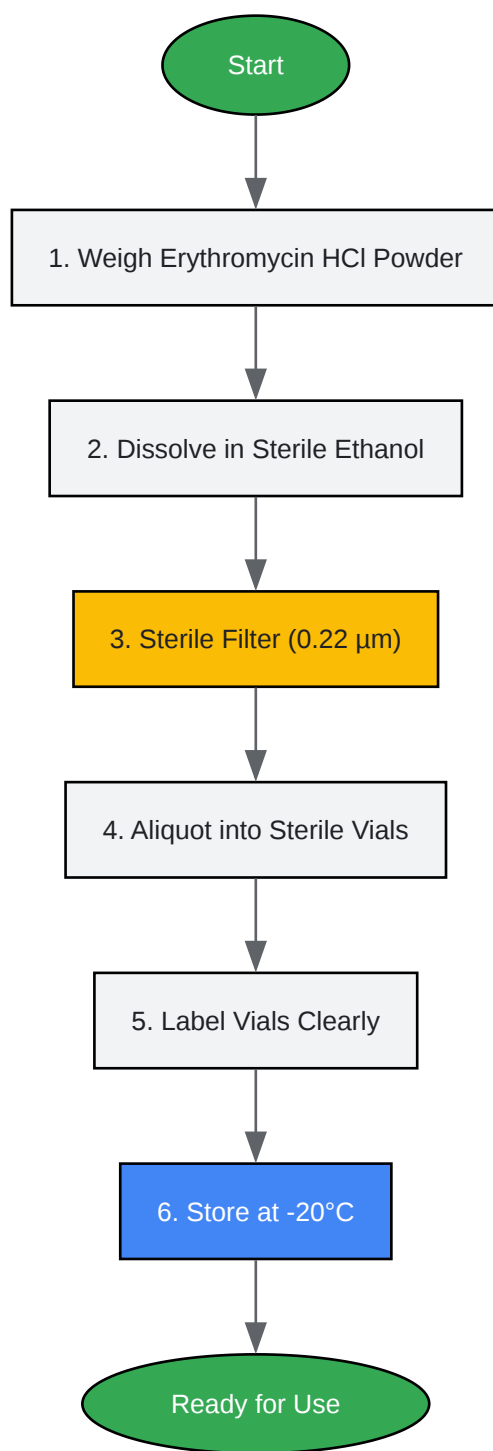 Start
1. Weigh Erythromycin HCl Powder
2. Dissolve in Sterile Ethanol
3. Sterile Filter (0.22 µm)
4. Aliquot into Sterile Vials
5. Label Vials Clearly
6. Store at -20°C
Ready for Use